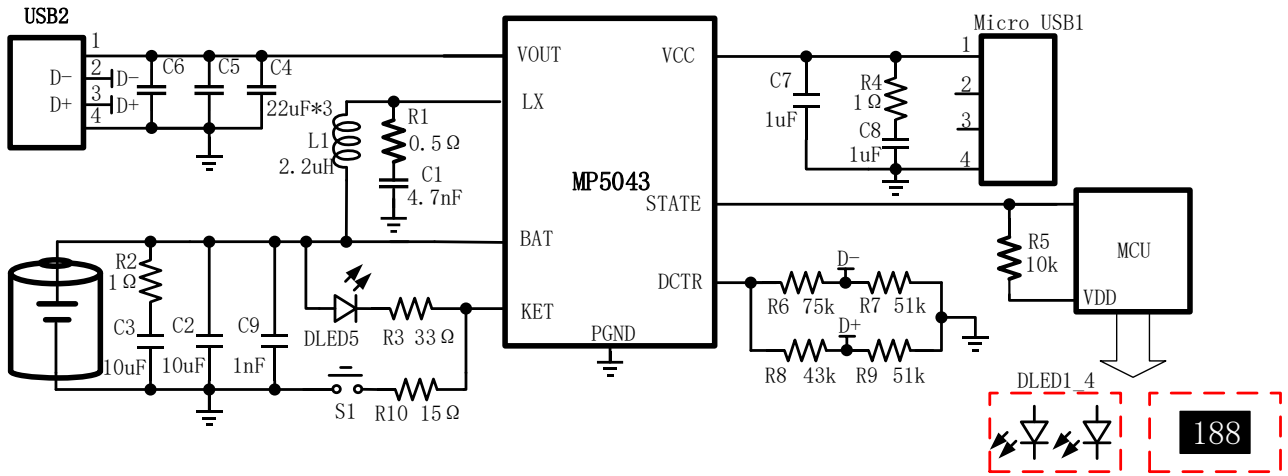 USB2
1
D-
2
D-
D+
3
D+
4
C6
C5
C4
22uF*3
L1
2.2uH
R1
0.5Ω
C1
4.7nF
VOUT
LX
BAT
KET
PGND
MP5043
VCC
STATE
DCTR
C7
1uF
R4
1Ω
C8
1uF
Micro USB1
1
2
3
4
R5
10k
MCU
VDD
R2
1Ω
C3
10uF
C2
10uF
C9
1nF
DLED5
R3 33Ω
S1
R10 15Ω
D-
R6 75k
R7 51k
D+
R8 43k
R9 51k
DLED1_4
188